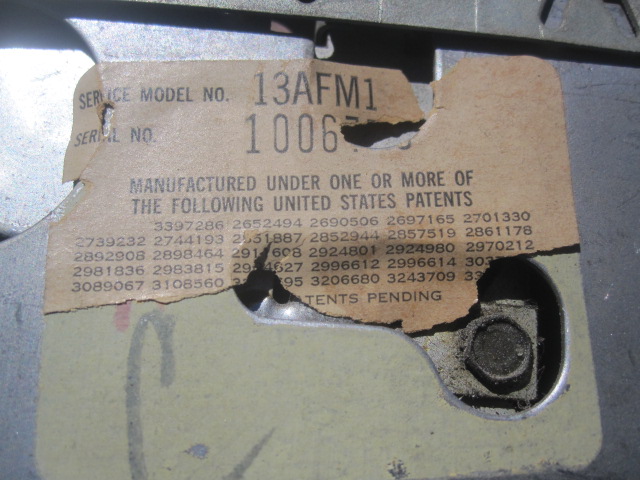 SERVICE MODEL NO. 13AFM1
SERIAL NO.
MANUFACTURED UNDER ONE OR MORE OF
THE FOLLOWING UNITED STATES PATENTS
3397286 2652494 2690506 2697165 2701330
2739232 2744193 2852944 2857519 2861178
2892908 2898464 2924801 2924980 2970212
2981836 2983815 2996612 2996614
3089067 3108560 3206680 3243709
PATENTS PENDING